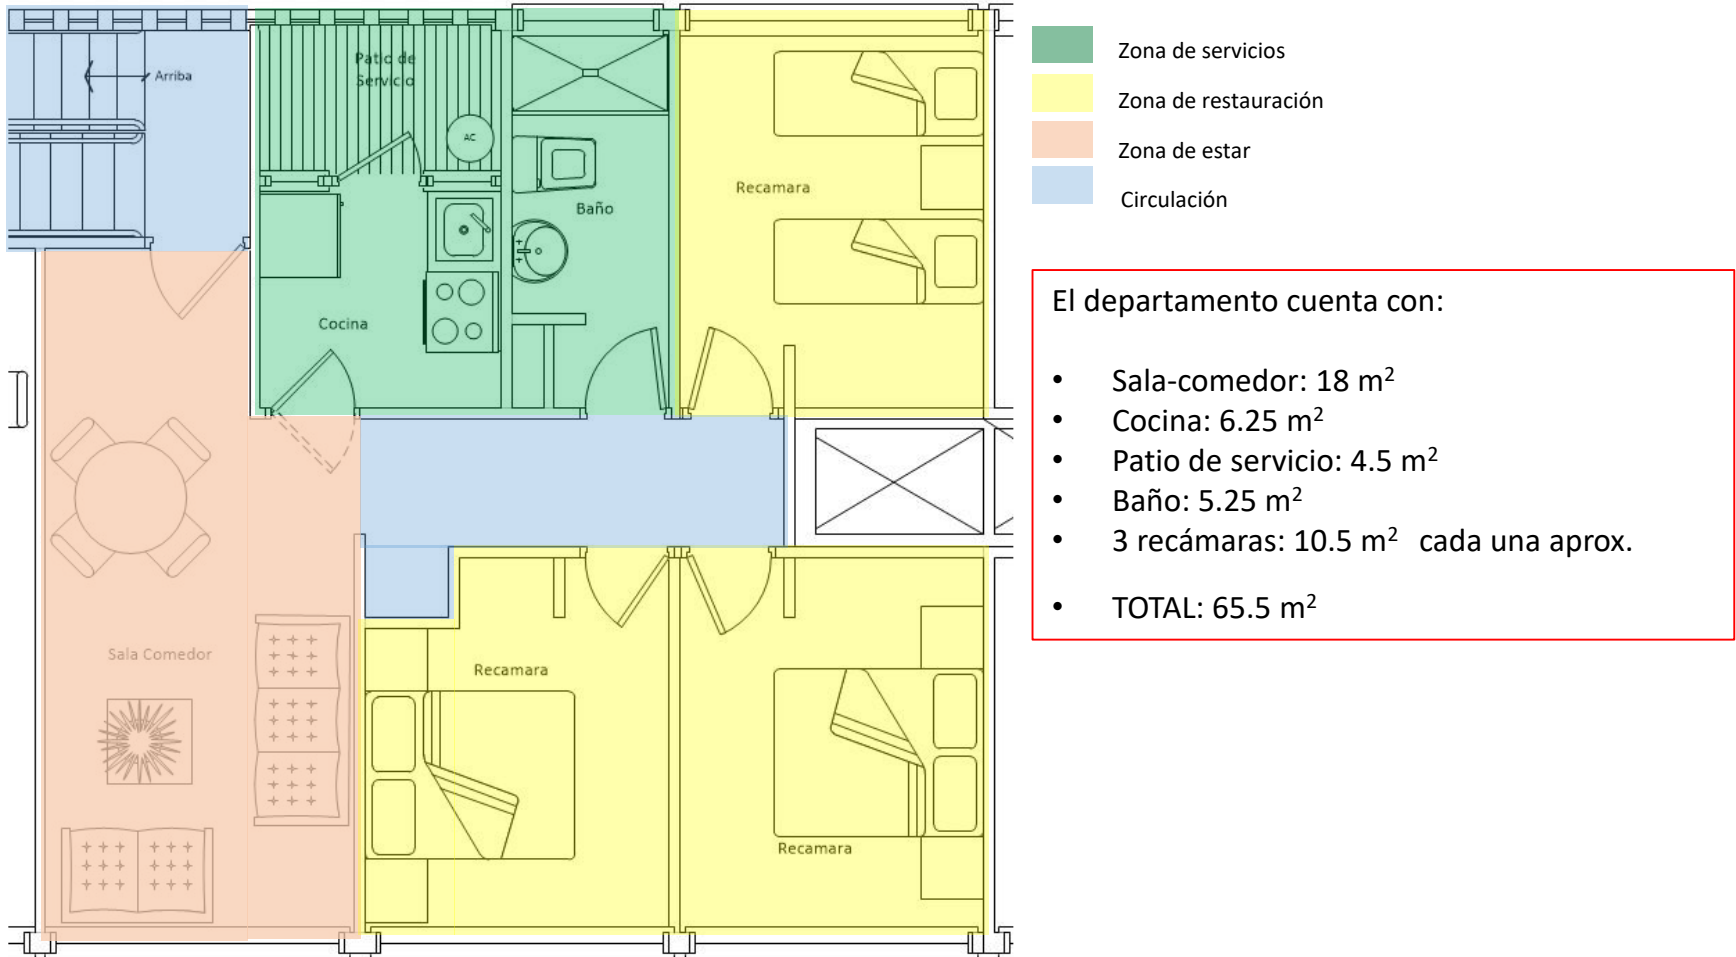 Arriba
Patio de
Servicio
AC
Baño
Cocina
Recamara
Sala Comedor
Recamara
Recamara
Zona de servicios
Zona de restauración
Zona de estar
Circulación
El departamento cuenta con:
• Sala-comedor: 18 m²
• Cocina: 6.25 m²
• Patio de servicio: 4.5 m²
• Baño: 5.25 m²
• 3 recámaras: 10.5 m² cada una aprox.
• TOTAL: 65.5 m²